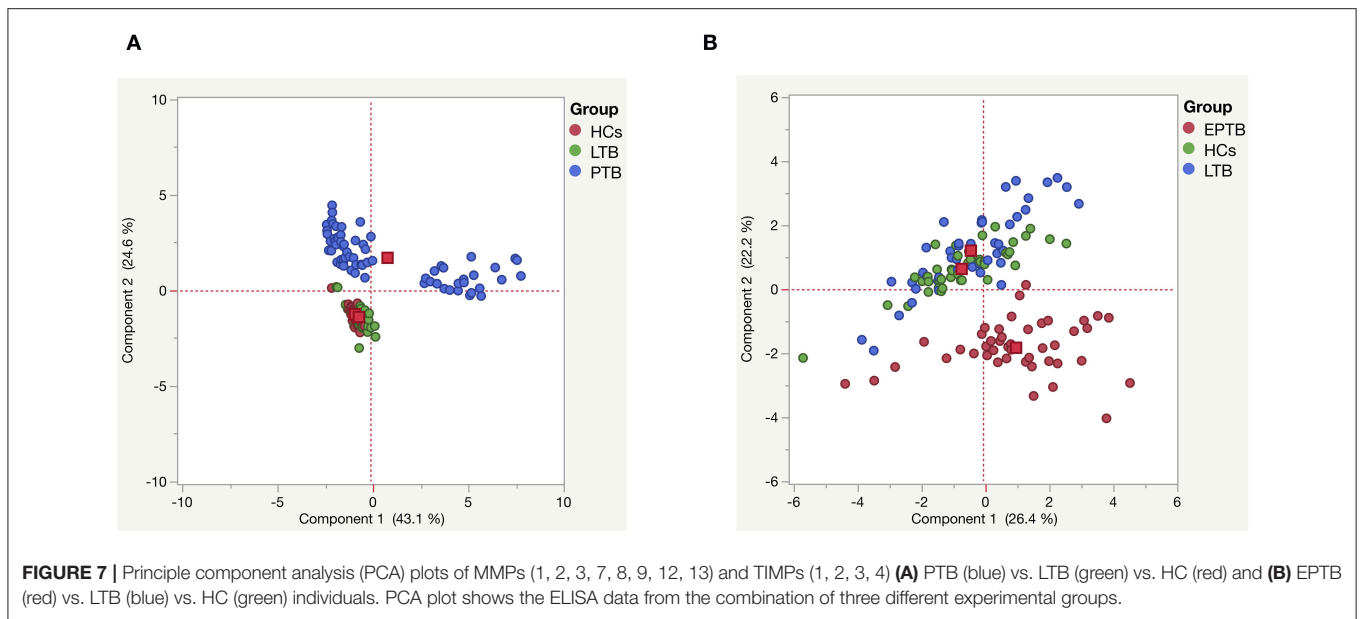 A
B
10
5
0
-5
-10
Component 2 (24.6 %)
-10
-5
0
5
10
Component 1 (43.1 %)
Group
HCs
LTB
PTB
6
4
2
0
-2
-4
-6
Component 2 (22.2 %)
-6
-4
-2
0
2
4
6
Component 1 (26.4 %)
Group
EPTB
HCs
LTB
FIGURE 7 | Principle component analysis (PCA) plots of MMPs (1, 2, 3, 7, 8, 9, 12, 13) and TIMPs (1, 2, 3, 4) (A) PTB (blue) vs. LTB (green) vs. HC (red) and (B) EPTB
(red) vs. LTB (blue) vs. HC (green) individuals. PCA plot shows the ELISA data from the combination of three different experimental groups.